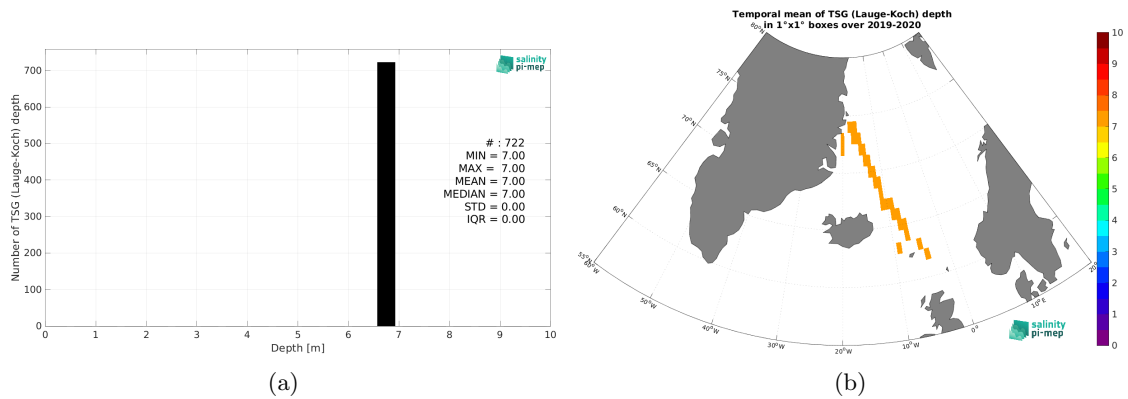 700
600
500
400
300
200
100
0
Number of TSG (Lauge-Koch) depth
salinity
pi-mep
# : 722
MIN = 7.00
MAX = 7.00
MEAN = 7.00
MEDIAN = 7.00
STD = 0.00
IQR = 0.00
0 1 2 3 4 5 6 7 8 9 10
Depth [m]
(a)
Temporal mean of TSG (Lauge-Koch) depth
in 1°x1° boxes over 2019-2020
80°N
75°N
70°N
65°N
60°N
55°N
60°W
50°W
40°W
30°W
20°W
10°W
0°
10°E
salinity
pi-mep
10
9
8
7
6
5
4
3
2
1
0
(b)